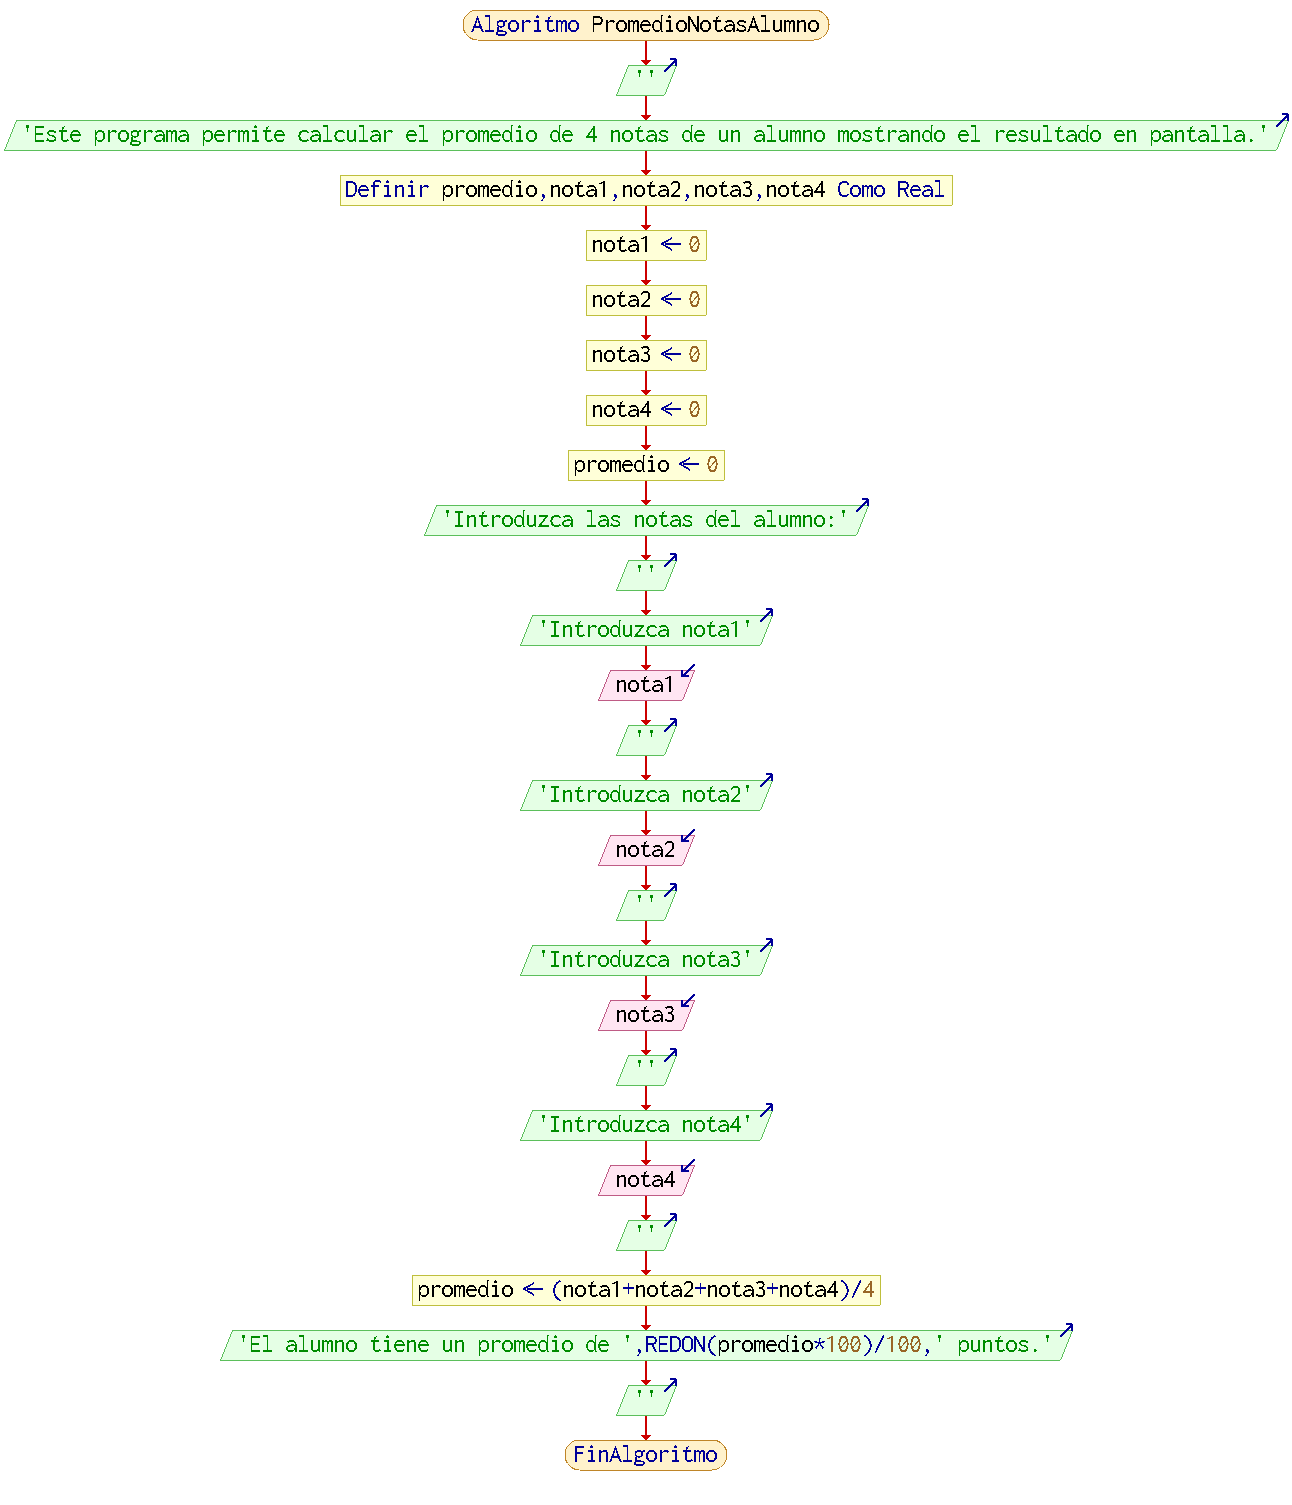 Algoritmo PromedioNotasAlumno
''
'Este programa permite calcular el promedio de 4 notas de un alumno mostrando el resultado en pantalla.'
Definir promedio,nota1,nota2,nota3,nota4 Como Real
nota1 ← 0
nota2 ← 0
nota3 ← 0
nota4 ← 0
promedio ← 0
'Introduzca las notas del alumno:'
''
'Introduzca nota1'
nota1
''
'Introduzca nota2'
nota2
''
'Introduzca nota3'
nota3
''
'Introduzca nota4'
nota4
''
promedio ← (nota1+nota2+nota3+nota4)/4
'El alumno tiene un promedio de ',REDON(promedio*100)/100,' puntos.'
''
FinAlgoritmo